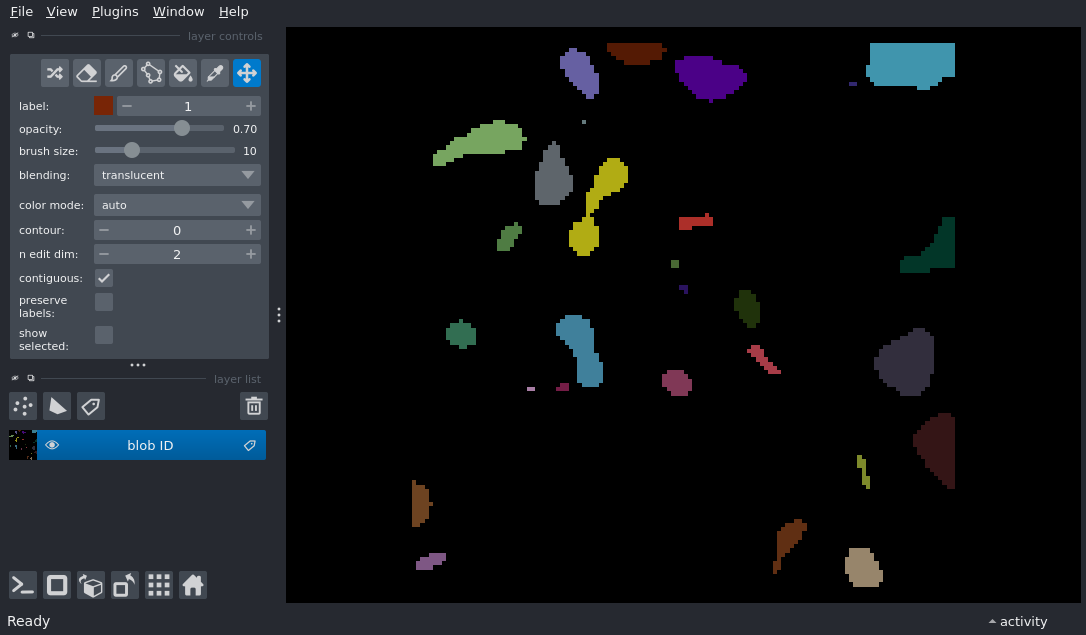 File View Plugins Window Help
layer controls
label: 1
opacity: 0.70
brush size: 10
blending: translucent
color mode: auto
contour: 0
n edit dim: 2
contiguous:
preserve
labels:
show
selected:
layer list
blob ID
Ready
activity